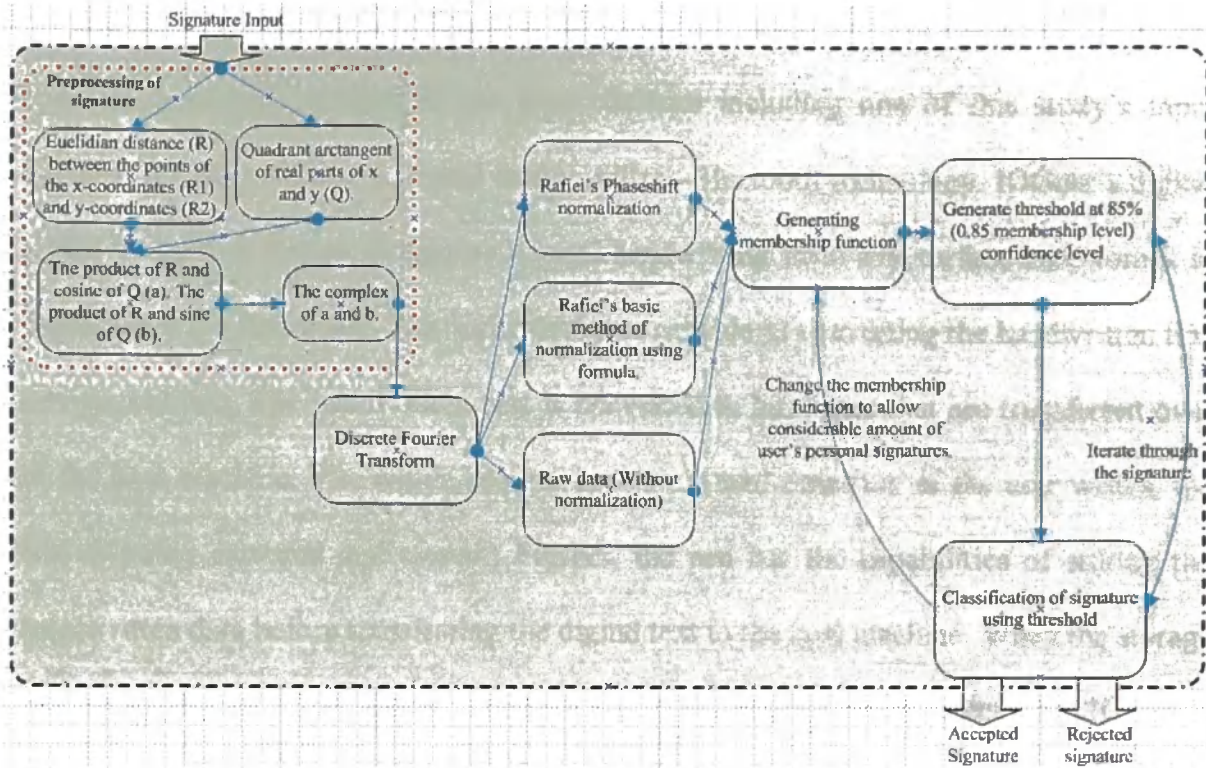 Signature Input
Preprocessing of
signature
Euclidian distance (R)
between the points of
the x-coordinates (R1)
and y-coordinates (R2)
Quadrant arctangent
of real parts of x
and y (Q).
The product of R and
cosine of Q (a). The
product of R and sine
of Q (b).
The complex
of a and b.
Discrete Fourier
Transform
Rafiei's Phaseshift
normalization
Rafiei's basic
method of
normalization using
formula.
Raw data (Without
normalization)
Generating
membership function
Generate threshold at 85%
(0.85 membership level)
confidence level
Change the membership
function to allow
considerable amount of
user's personal signatures
Iterate through
the signature
Classification of signature
using threshold
Accepted
Signature
Rejected
signature